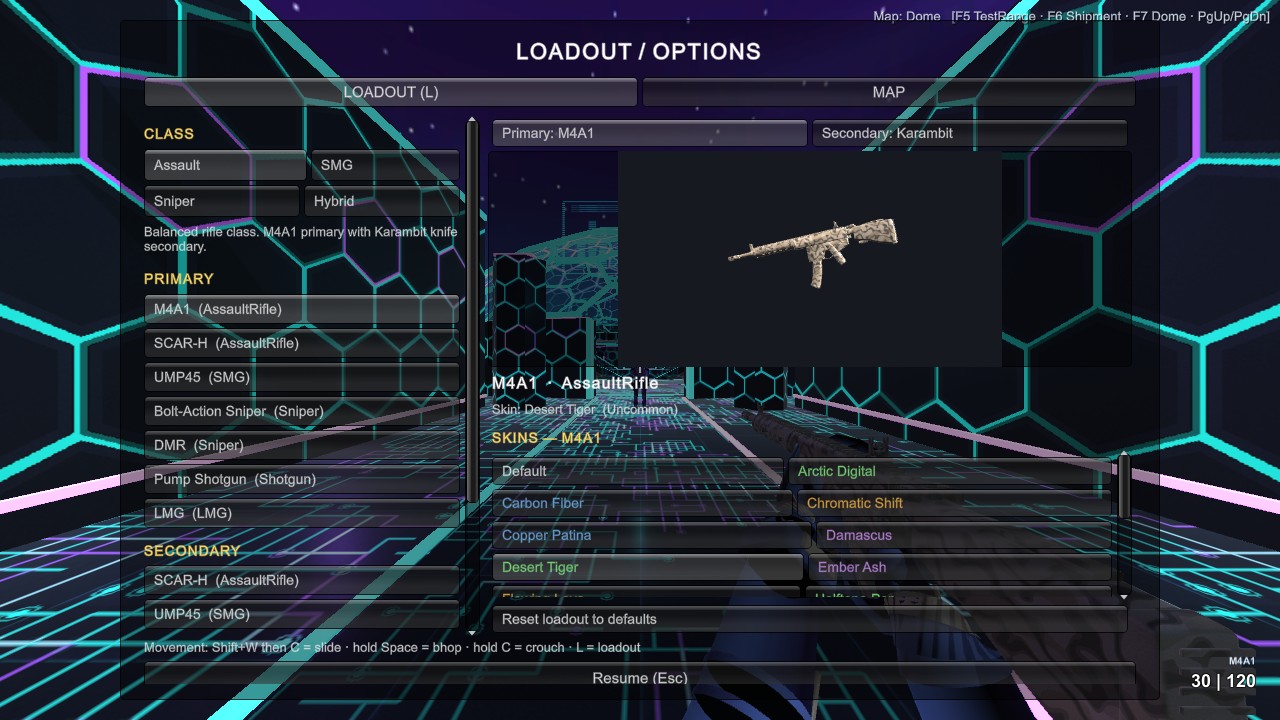 Map: Dome [F5 TestRange · F6 Shipment · F7 Dome · PgUp/PgDn]
LOADOUT / OPTIONS
LOADOUT (L)
MAP
CLASS
Assault
SMG
Sniper
Hybrid
Balanced rifle class. M4A1 primary with Karambit knife
secondary.
PRIMARY
M4A1 (AssaultRifle)
SCAR-H (AssaultRifle)
UMP45 (SMG)
Bolt-Action Sniper (Sniper)
DMR (Sniper)
Pump Shotgun (Shotgun)
LMG (LMG)
SECONDARY
SCAR-H (AssaultRifle)
UMP45 (SMG)
Primary: M4A1
Secondary: Karambit
M4A1 · AssaultRifle
Skin: Desert Tiger (Uncommon)
SKINS — M4A1
Default
Arctic Digital
Carbon Fiber
Chromatic Shift
Copper Patina
Damascus
Desert Tiger
Ember Ash
Reset loadout to defaults
Movement: Shift+W then C = slide · hold Space = bhop · hold C = crouch · L = loadout
Resume (Esc)
M4A1
30 | 120